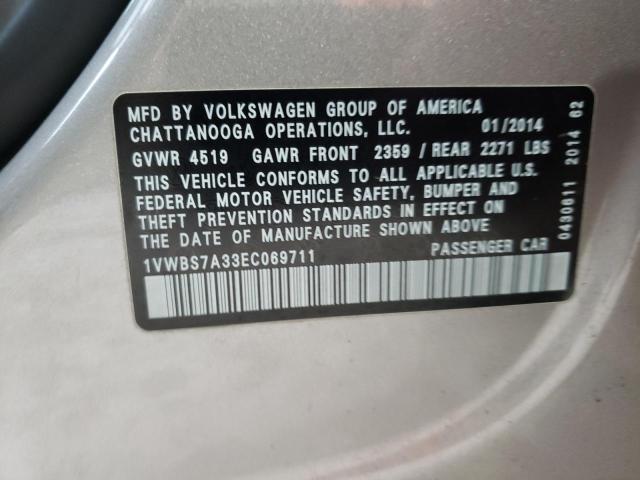 MFD BY VOLKSWAGEN GROUP OF AMERICA
CHATTANOOGA OPERATIONS, LLC. 01/2014
GVWR 4519 GAWR FRONT 2359 / REAR 2271 LBS
THIS VEHICLE CONFORMS TO ALL APPLICABLE U.S.
FEDERAL MOTOR VEHICLE SAFETY, BUMPER AND
THEFT PREVENTION STANDARDS IN EFFECT ON
THE DATE OF MANUFACTURE SHOWN ABOVE
1VWBS7A33EC069711 PASSENGER CAR
0430611 2014 62